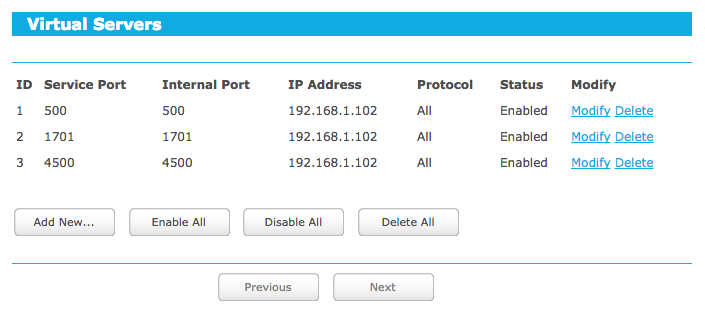 Virtual Servers
ID Service Port Internal Port IP Address Protocol Status Modify
1 500 500 192.168.1.102 All Enabled Modify Delete
2 1701 1701 192.168.1.102 All Enabled Modify Delete
3 4500 4500 192.168.1.102 All Enabled Modify Delete
Add New... Enable All Disable All Delete All
Previous Next